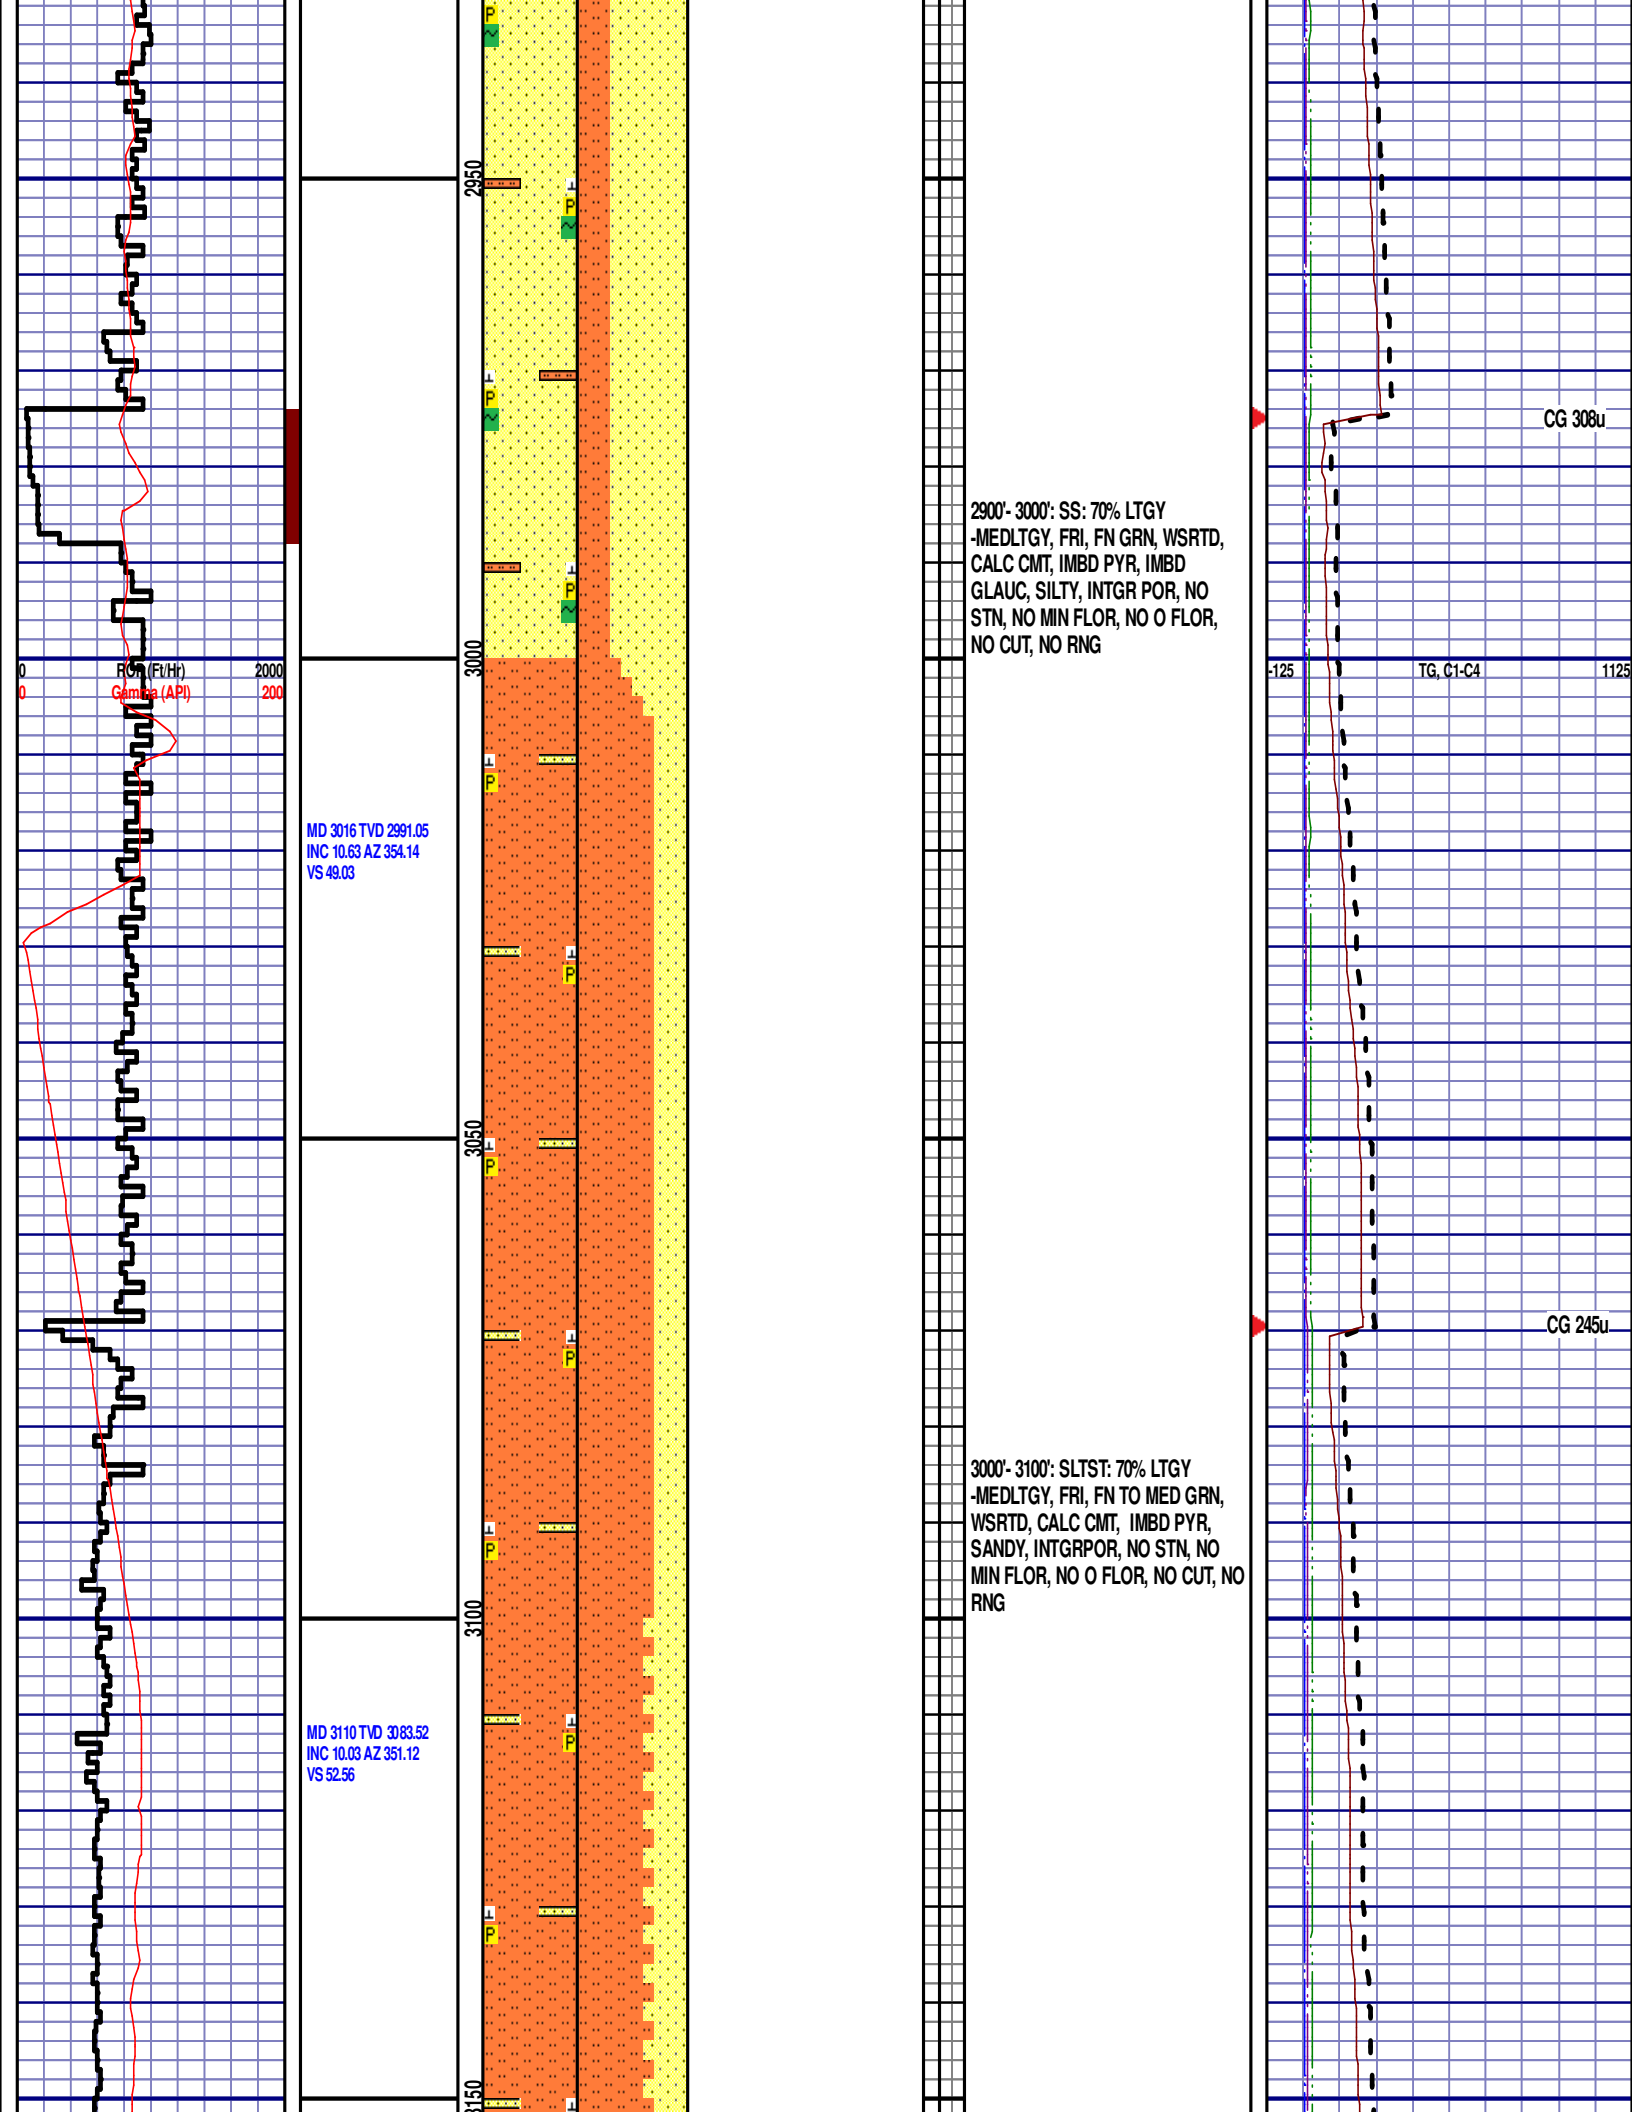 P
2950
P
P
CG 308u
2900'- 3000': SS: 70% LTGY
-MEDLTGY, FRI, FN GRN, WSRTD,
CALC CMT, IMBD PYR, IMBD
GLAUC, SILTY, INTGR POR, NO
STN, NO MIN FLOR, NO O FLOR,
NO CUT, NO RNG
P
3000
0 ROP (Ft/Hr) 2000
0 Gamma (API) 200
-125 TG, C1-C4 1125
P
MD 3016 TVD 2991.05
INC 10.63 AZ 354.14
VS 49.03
P
3050
P
CG 245u
P
3000'- 3100': SLTST: 70% LTGY
-MEDLTGY, FRI, FN TO MED GRN,
WSRTD, CALC CMT, IMBD PYR,
SANDY, INTGRPOR, NO STN, NO
MIN FLOR, NO O FLOR, NO CUT, NO
RNG
P
3100
MD 3110 TVD 3083.52
INC 10.03 AZ 351.12
VS 52.56
P
P
3150